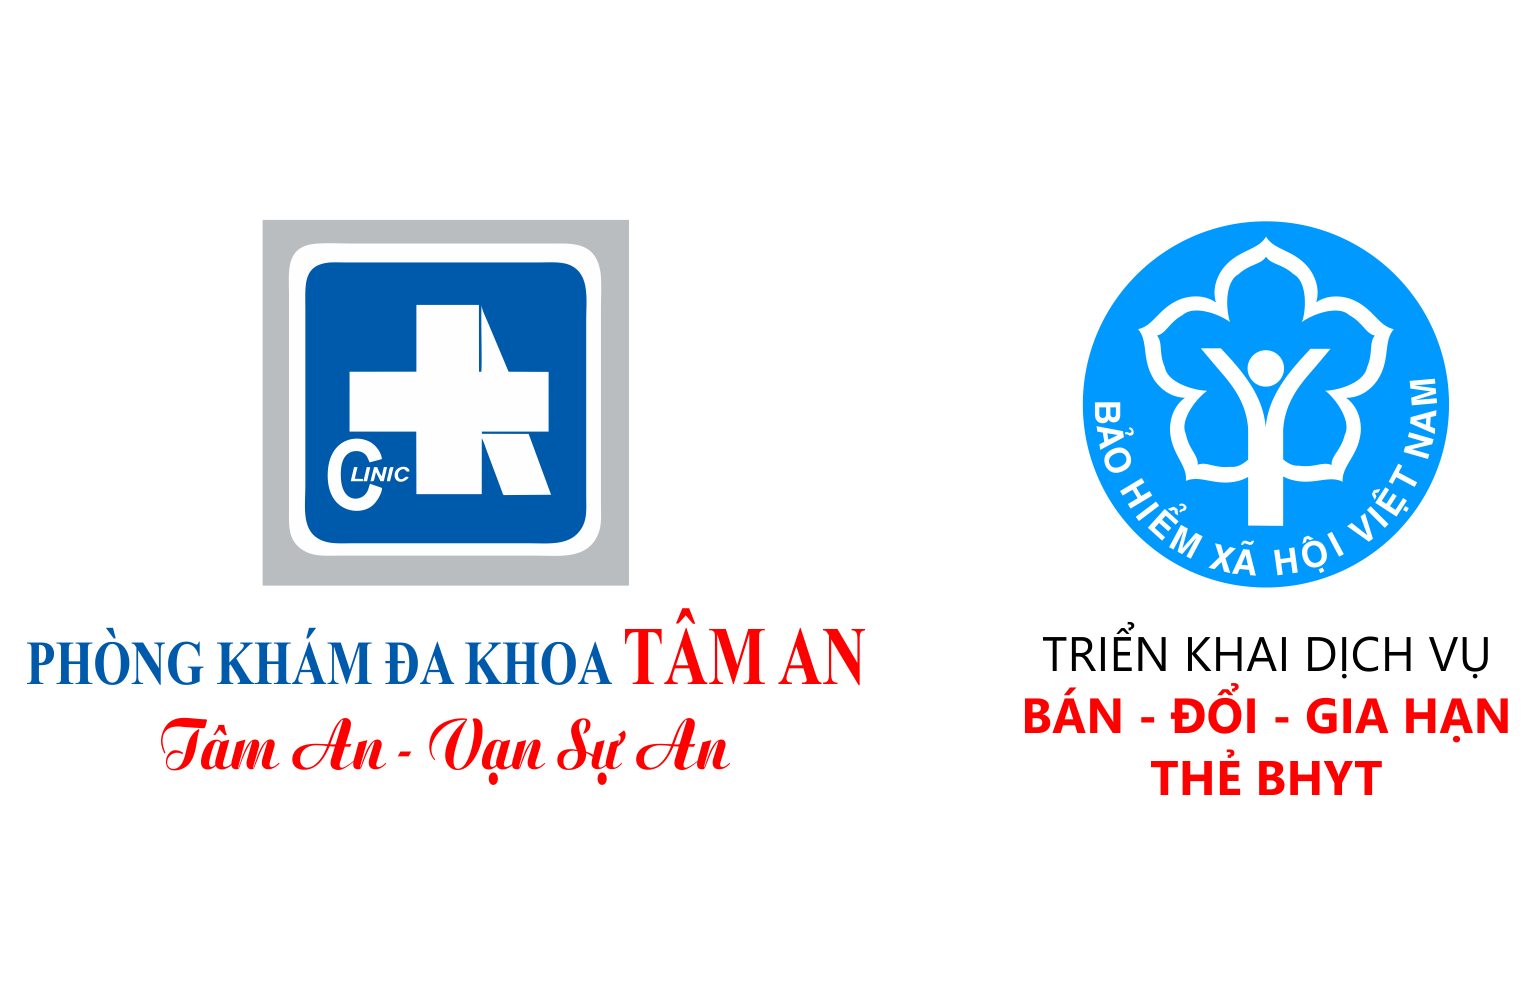 CLINIC
PHÒNG KHÁM ĐA KHOA TÂM AN
Tâm An - Vạn Sự An
BẢO HIỂM XÃ HỘI VIỆT NAM
TRIỂN KHAI DỊCH VỤ
BÁN - ĐỔI - GIA HẠN
THẺ BHYT